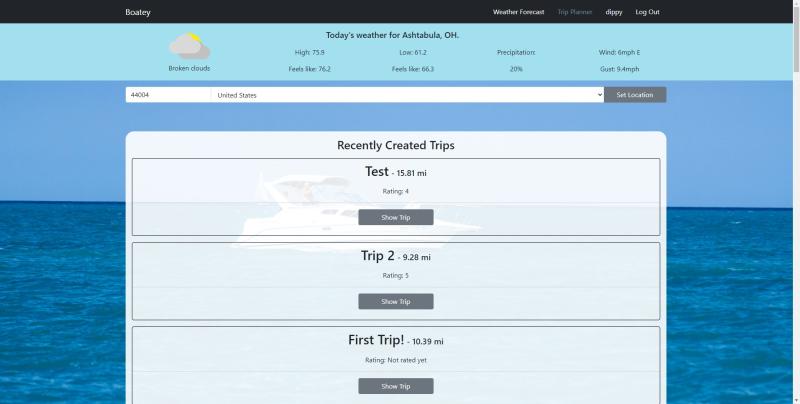 Boatey
Weather Forecast Trip Planner dippy Log Out
Today's weather for Ashtabula, OH.
Broken clouds
High: 75.9 Low: 61.2 Precipitation: Wind: 6mph E
Feels like: 76.2 Feels like: 66.3 20% Gust: 9.4mph
44004 United States Set Location
Recently Created Trips
Test - 15.81 mi
Rating: 4
Show Trip
Trip 2 - 9.28 mi
Rating: 5
Show Trip
First Trip! - 10.39 mi
Rating: Not rated yet
Show Trip